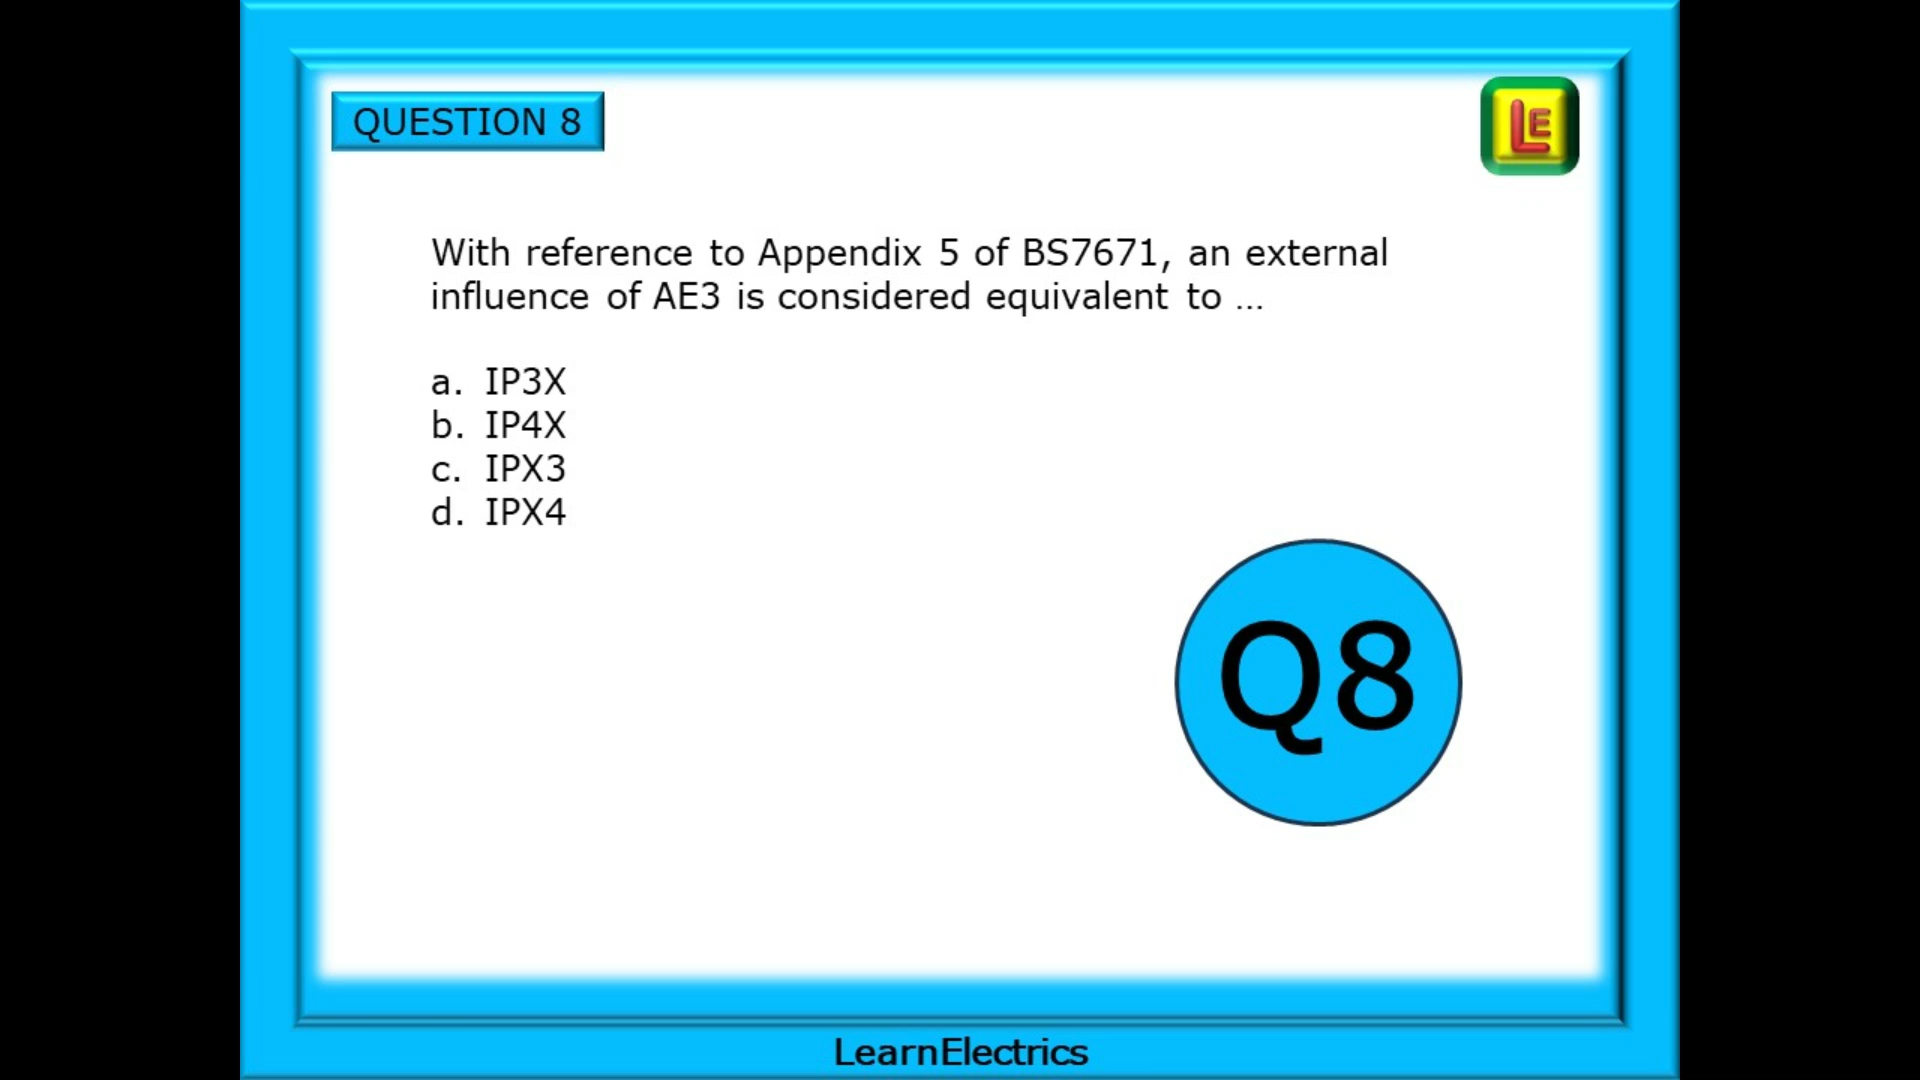 QUESTION 8
LE
With reference to Appendix 5 of BS7671, an external
influence of AE3 is considered equivalent to ...
a. IP3X
b. IP4X
c. IPX3
d. IPX4
Q8
LearnElectrics